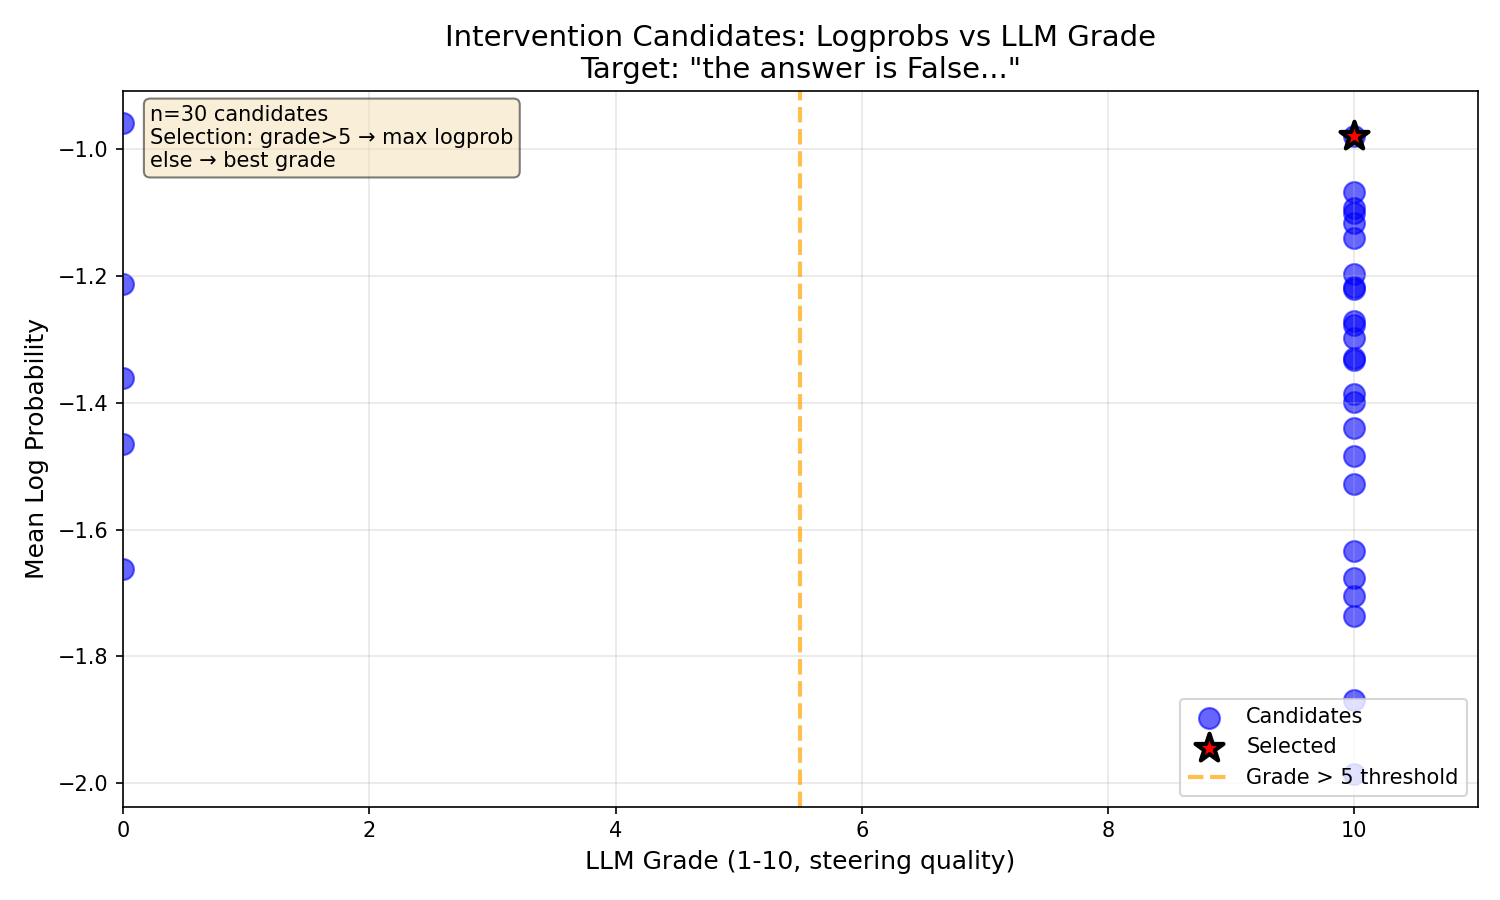 Intervention Candidates: Logprobs vs LLM Grade
Target: "the answer is False..."
n=30 candidates
Selection: grade>5 → max logprob
else → best grade
Mean Log Probability
−1.0
−1.2
−1.4
−1.6
−1.8
−2.0
Candidates
Selected
Grade > 5 threshold
0
2
4
6
8
10
LLM Grade (1-10, steering quality)